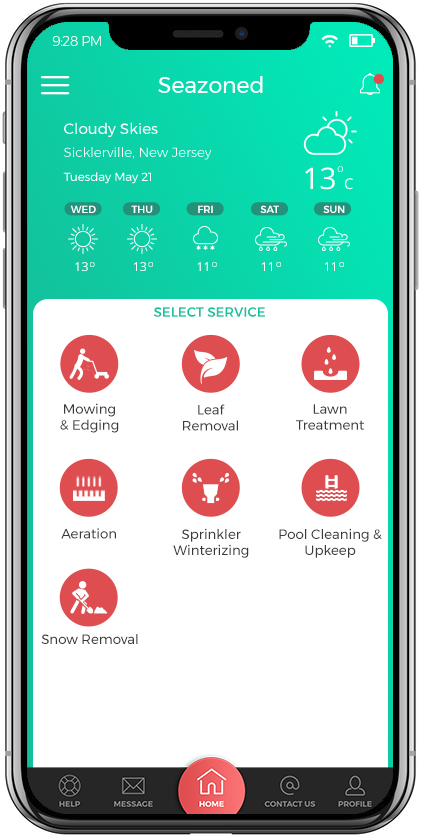 9:28 PM
Seazoned
Cloudy Skies
Sicklerville, New Jersey
Tuesday May 21
13° C
WED THU FRI SAT SUN
13° 13° 11° 11° 11°
SELECT SERVICE
Mowing
& Edging
Leaf
Removal
Lawn
Treatment
Aeration
Sprinkler
Winterizing
Pool Cleaning &
Upkeep
Snow Removal
HELP MESSAGE HOME CONTACT US PROFILE